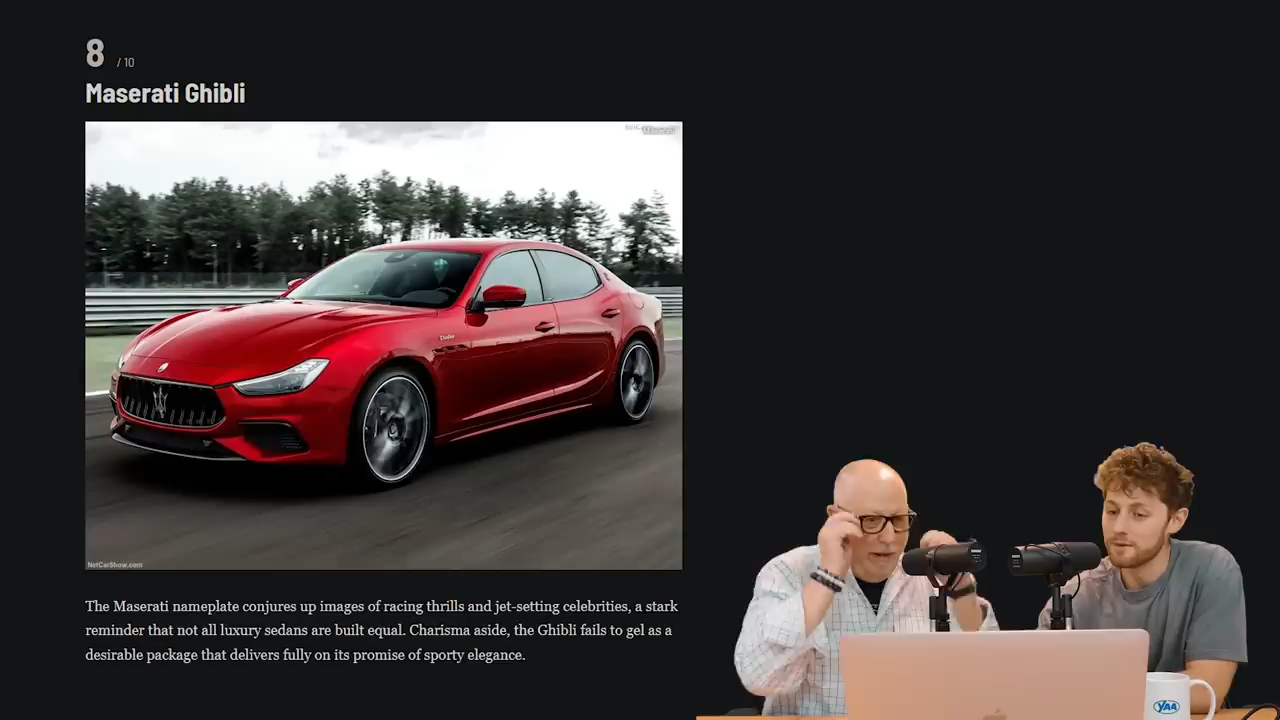 8 / 10
Maserati Ghibli
NetCarShow.com
The Maserati nameplate conjures up images of racing thrills and jet-setting celebrities, a stark
reminder that not all luxury sedans are built equal. Charisma aside, the Ghibli fails to gel as a
desirable package that delivers fully on its promise of sporty elegance.
YAA